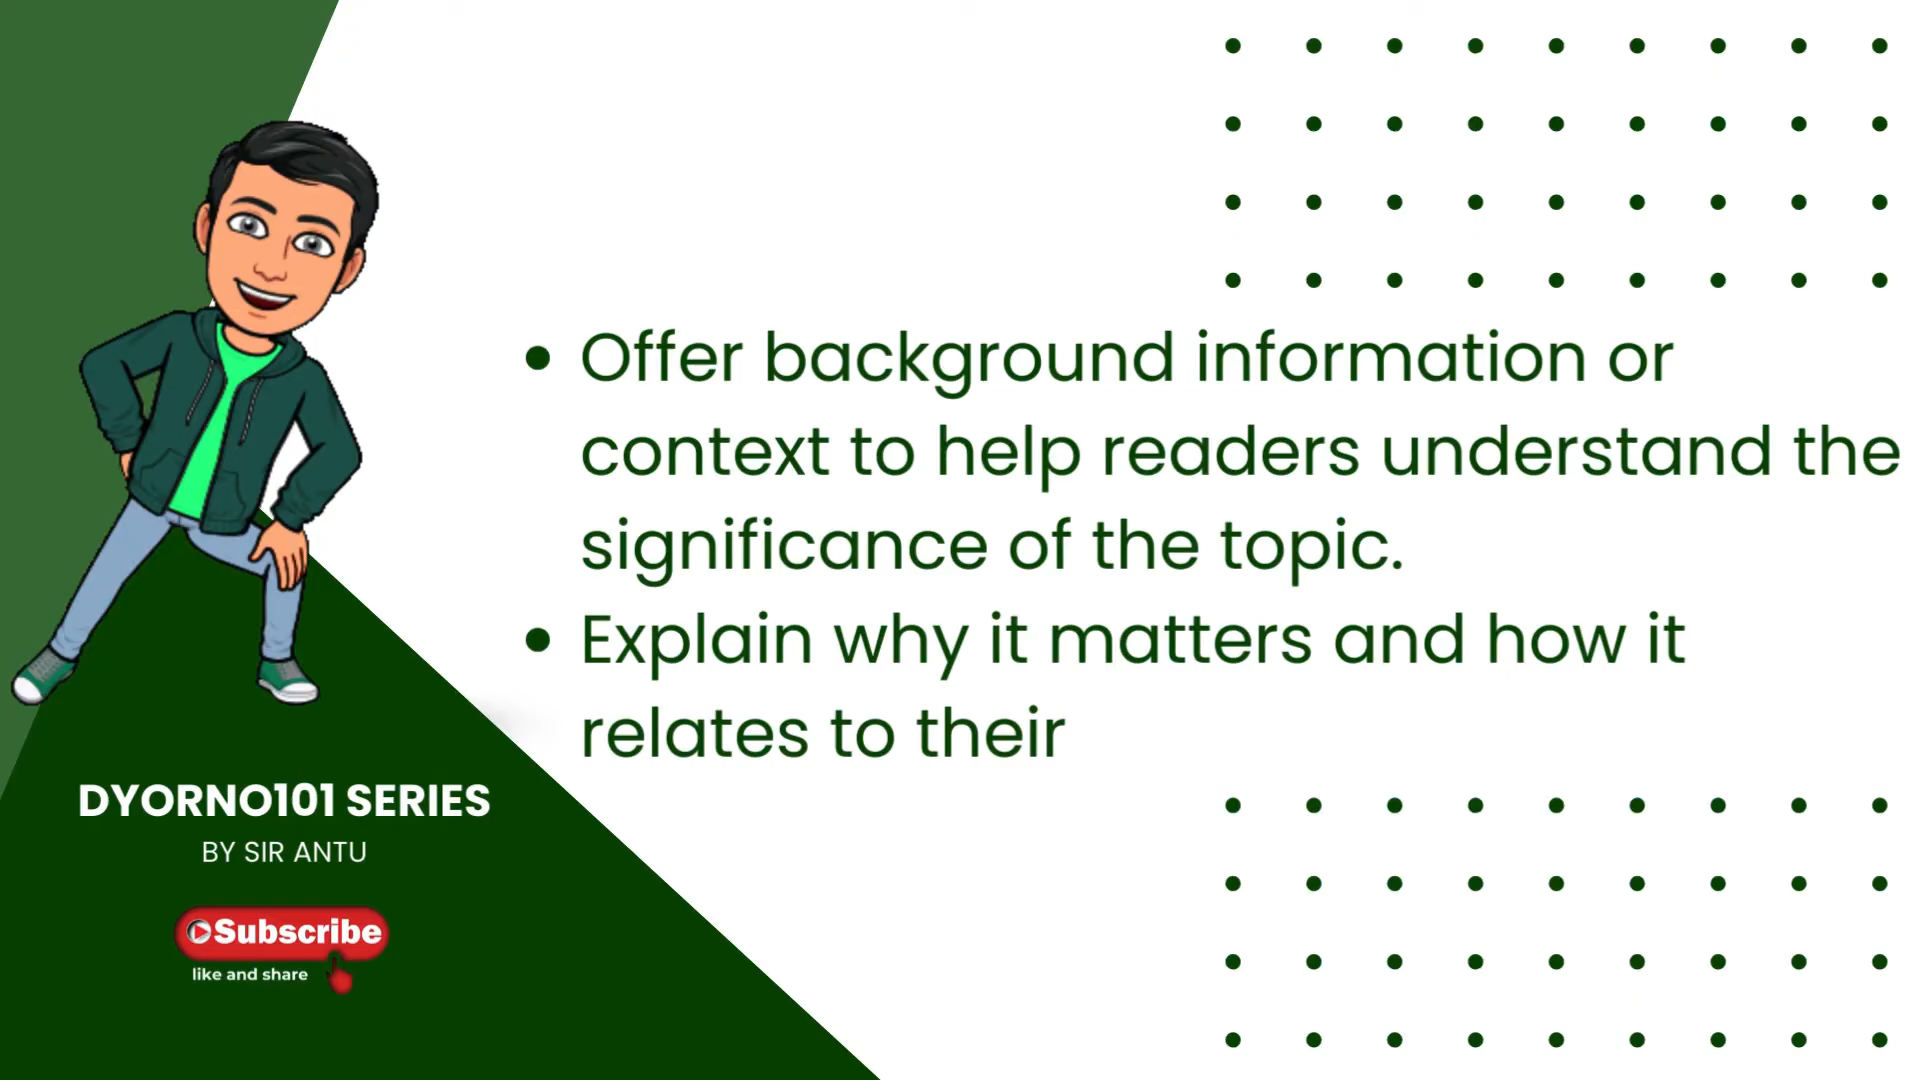 • Offer background information or
context to help readers understand the
significance of the topic.
• Explain why it matters and how it
relates to their
DYORNO101 SERIES
BY SIR ANTU
Subscribe
like and share